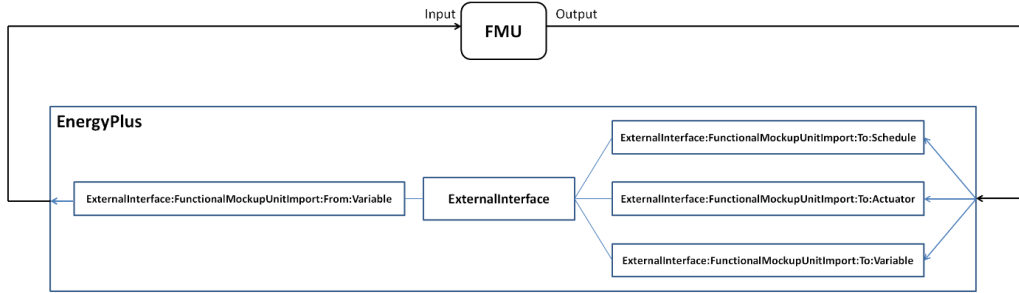 Input
FMU
Output
EnergyPlus
ExternalInterface:FunctionalMockupUnitImport:To:Schedule
ExternalInterface:FunctionalMockupUnitImport:From:Variable
ExternalInterface
ExternalInterface:FunctionalMockupUnitImport:To:Actuator
ExternalInterface:FunctionalMockupUnitImport:To:Variable